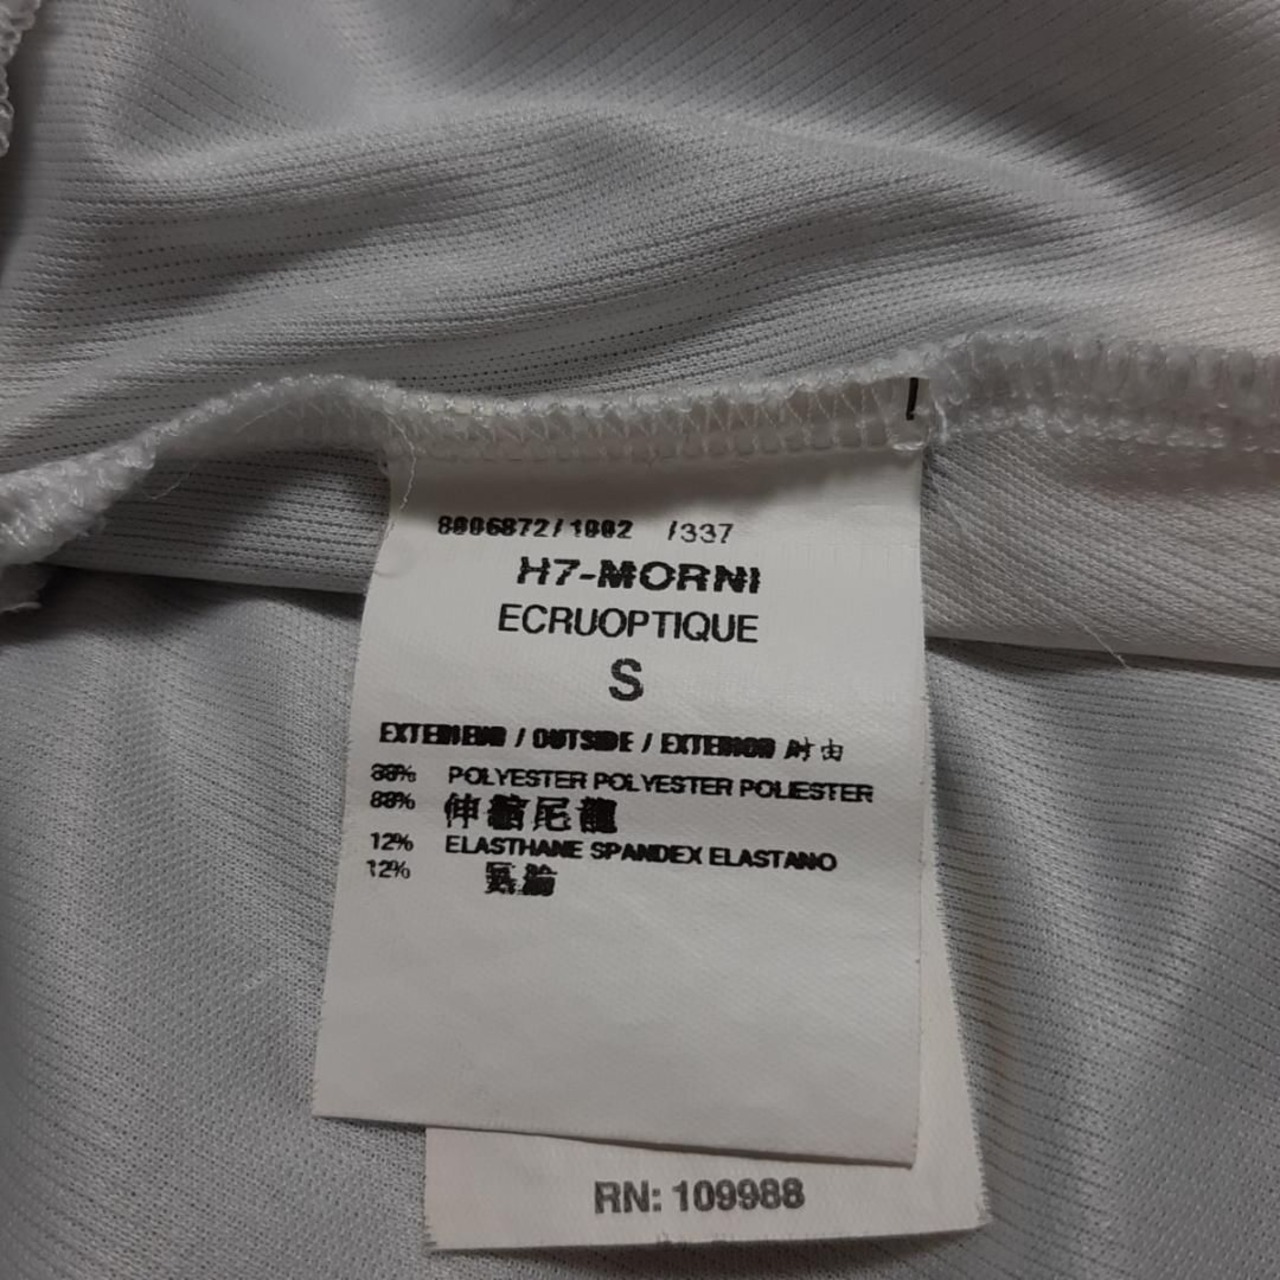 8006872/1002 /337
H7-MORNI
ECRUOPTIQUE
S
EXTERIEUR / OUTSIDE / EXTERIOR
88% POLYESTER POLYESTER POLIESTER
88%
12% ELASTHANE SPANDEX ELASTANO
12%
RN: 109988